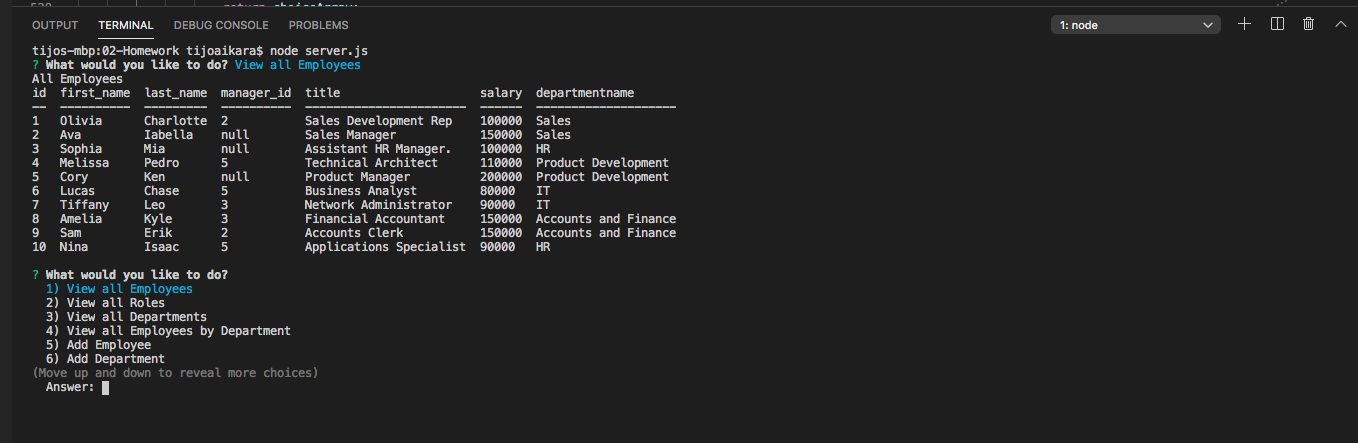 OUTPUT TERMINAL DEBUG CONSOLE PROBLEMS 1: node
tijos-mbp:02-Homework tijoaikara$ node server.js
? What would you like to do? View all Employees
All Employees
id first_name last_name manager_id title salary departmentname
-- ---------- --------- ---------- ----------------------- ------ --------------------
1 Olivia Charlotte 2 Sales Development Rep 100000 Sales
2 Ava Iabella null Sales Manager 150000 Sales
3 Sophia Mia null Assistant HR Manager. 100000 HR
4 Melissa Pedro 5 Technical Architect 110000 Product Development
5 Cory Ken null Product Manager 200000 Product Development
6 Lucas Chase 5 Business Analyst 80000 IT
7 Tiffany Leo 3 Network Administrator 90000 IT
8 Amelia Kyle 3 Financial Accountant 150000 Accounts and Finance
9 Sam Erik 2 Accounts Clerk 150000 Accounts and Finance
10 Nina Isaac 5 Applications Specialist 90000 HR
? What would you like to do?
1) View all Employees
2) View all Roles
3) View all Departments
4) View all Employees by Department
5) Add Employee
6) Add Department
(Move up and down to reveal more choices)
Answer: